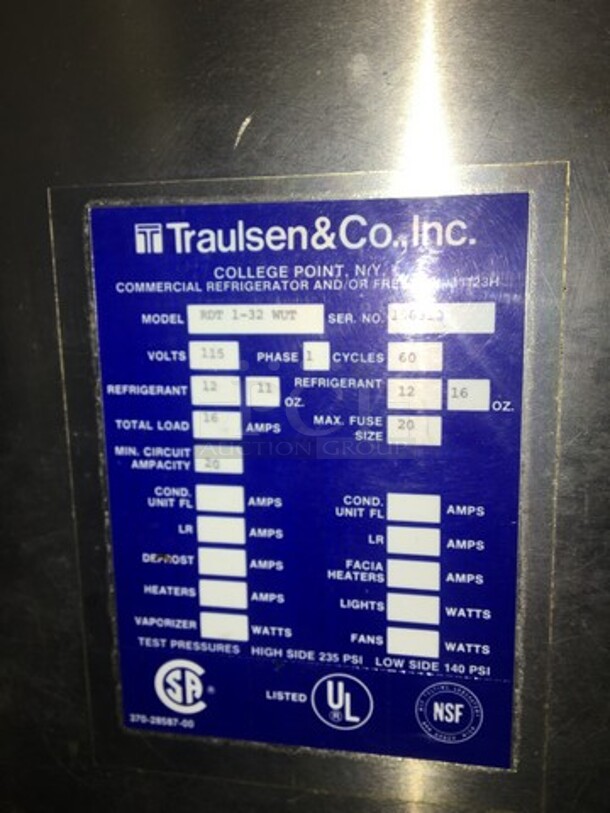 Traulsen&Co.,Inc.
COLLEGE POINT, N.Y.
COMMERCIAL REFRIGERATOR AND/OR 1123H
MODEL RDT 1-32 WUT SER. NO.
VOLTS 115 PHASE 1 CYCLES 60
REFRIGERANT 12 11 OZ. REFRIGERANT 12 16 OZ.
TOTAL LOAD 16 AMPS MAX. FUSE SIZE 20
MIN. CIRCUIT AMPACITY 20
COND. UNIT FL AMPS COND. UNIT FL AMPS
LR AMPS LR AMPS
DEFROST AMPS FACIA HEATERS AMPS
HEATERS AMPS LIGHTS WATTS
VAPORIZER WATTS FANS WATTS
TEST PRESSURES HIGH SIDE 235 PSI LOW SIDE 140 PSI
SA ® LISTED UL ® NSF
370-28587-00
AUCTION GROUP